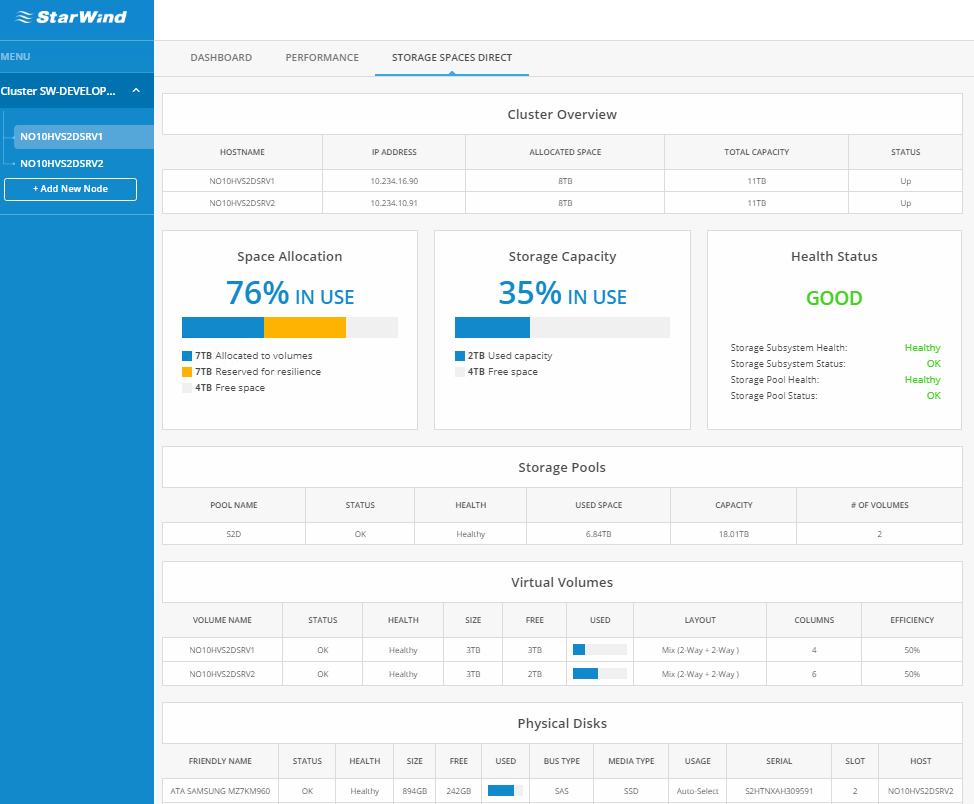 StarWind
MENU
DASHBOARD PERFORMANCE STORAGE SPACES DIRECT
Cluster SW-DEVELOP...
NO10HVS2DSRV1
NO10HVS2DSRV2
+ Add New Node
Cluster Overview
HOSTNAME IP ADDRESS ALLOCATED SPACE TOTAL CAPACITY STATUS
NO10HVS2DSRV1 10.234.16.90 8TB 11TB Up
NO10HVS2DSRV2 10.234.10.91 8TB 11TB Up
Space Allocation
76% IN USE
7TB Allocated to volumes
7TB Reserved for resilience
4TB Free space
Storage Capacity
35% IN USE
2TB Used capacity
4TB Free space
Health Status
GOOD
Storage Subsystem Health: Healthy
Storage Subsystem Status: OK
Storage Pool Health: Healthy
Storage Pool Status: OK
Storage Pools
POOL NAME STATUS HEALTH USED SPACE CAPACITY # OF VOLUMES
S2D OK Healthy 6.84TB 18.01TB 2
Virtual Volumes
VOLUME NAME STATUS HEALTH SIZE FREE USED LAYOUT COLUMNS EFFICIENCY
NO10HVS2DSRV1 OK Healthy 3TB 3TB Mix (2-Way + 2-Way ) 4 50%
NO10HVS2DSRV2 OK Healthy 3TB 2TB Mix (2-Way + 2-Way ) 6 50%
Physical Disks
FRIENDLY NAME STATUS HEALTH SIZE FREE USED BUS TYPE MEDIA TYPE USAGE SERIAL SLOT HOST
ATA SAMSUNG MZ7KM960 OK Healthy 894GB 242GB SAS SSD Auto-Select S2HTNXAH309591 2 NO10HVS2DSRV2